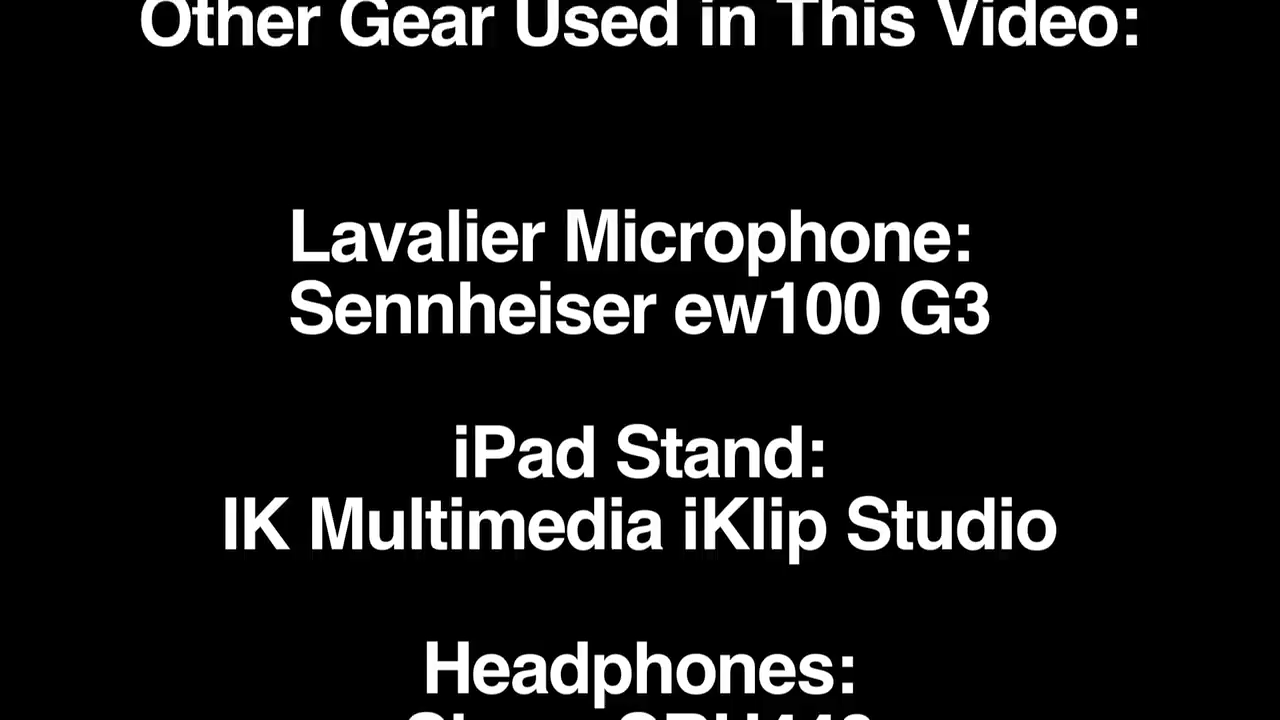 Other Gear Used in This Video:
Lavalier Microphone:
Sennheiser ew100 G3
iPad Stand:
IK Multimedia iKlip Studio
Headphones: